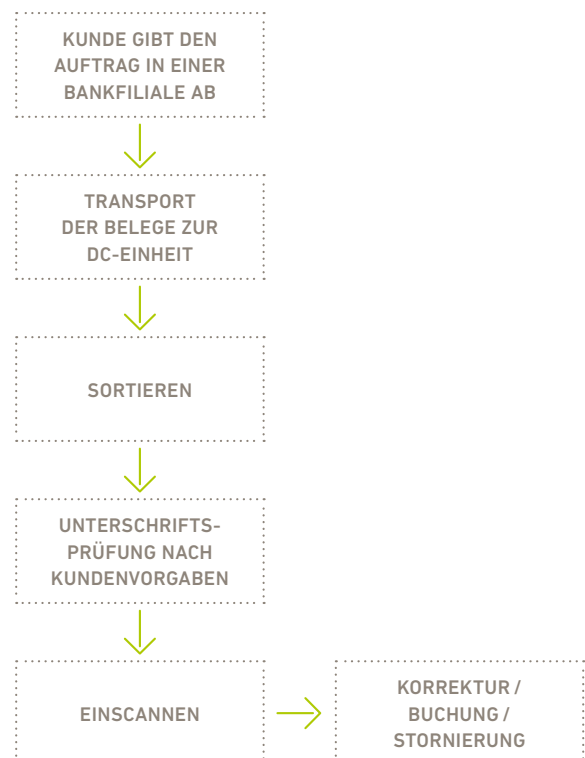 KUNDE GIBT DEN
AUFTRAG IN EINER
BANKFILIALE AB
TRANSPORT
DER BELEGE ZUR
DC-EINHEIT
SORTIEREN
UNTERSCHRIFTS-
PRÜFUNG NACH
KUNDENVORGABEN
EINSCANNEN
KORREKTUR /
BUCHUNG /
STORNIERUNG